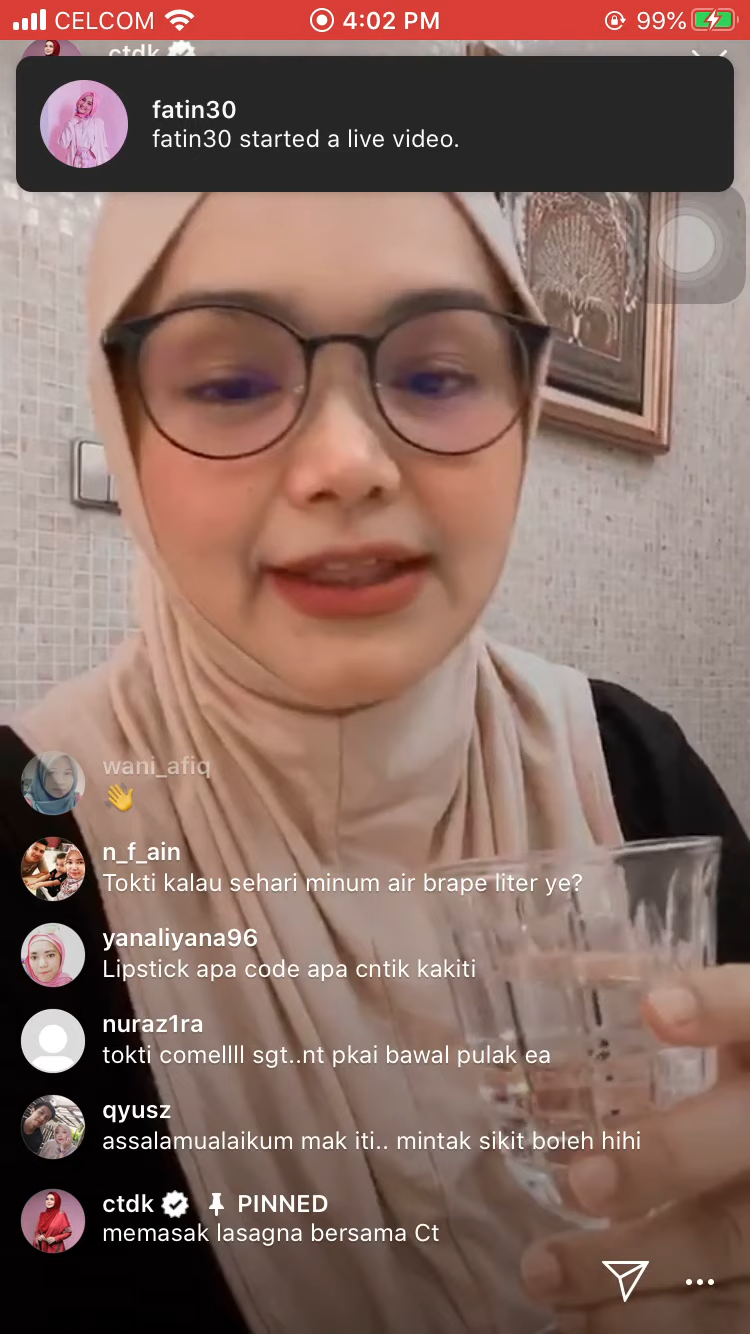 CELCOM 4:02 PM 99%
ctdk
fatin30
fatin30 started a live video.
wani_afiq
👋
n_f_ain
Tokti kalau sehari minum air brape liter ye?
yanaliyana96
Lipstick apa code apa cntik kakiti
nuraz1ra
tokti comellll sgt..nt pkai bawal pulak ea
qyusz
assalamualaikum mak iti.. mintak sikit boleh hihi
ctdk PINNED
memasak lasagna bersama Ct